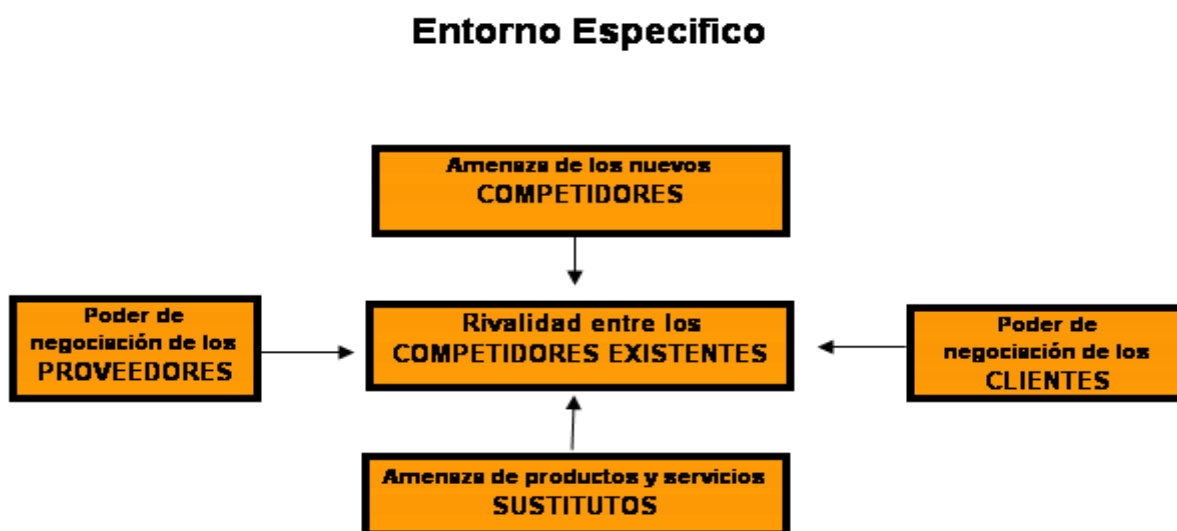 Entorno Especifico
Amenaza de los nuevos
COMPETIDORES
Poder de
negociación de los
PROVEEDORES
Rivalidad entre los
COMPETIDORES EXISTENTES
Poder de
negociación de los
CLIENTES
Amenaza de productos y servicios
SUSTITUTOS